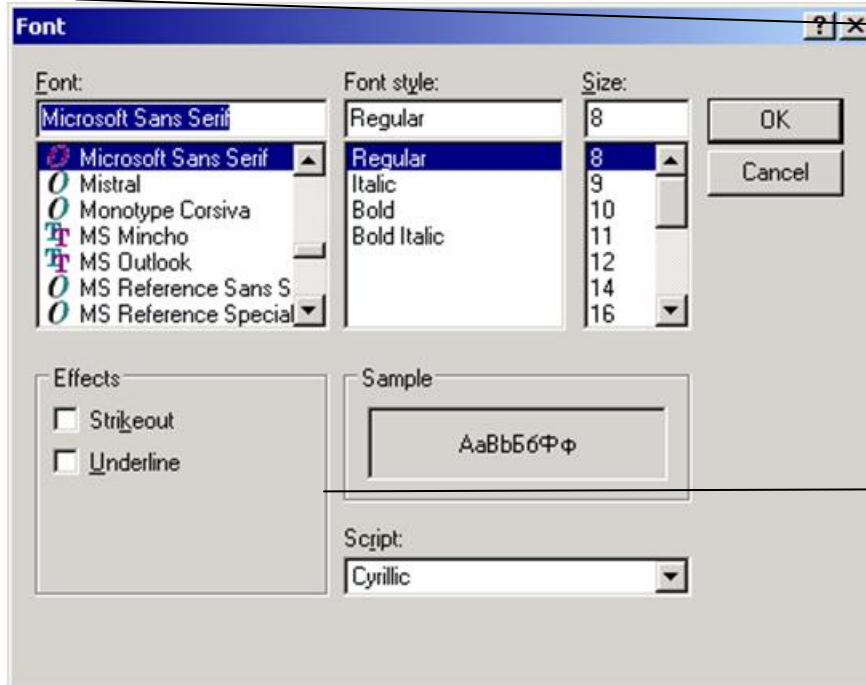 Font
Font:
Font style:
Size:
Microsoft Sans Serif
Regular
8
OK
Cancel
Microsoft Sans Serif
Mistral
Monotype Corsiva
MS Mincho
MS Outlook
MS Reference Sans S
MS Reference Special
Regular
Italic
Bold
Bold Italic
8
9
10
11
12
14
16
Effects
Strikeout
Underline
Sample
AaBbБбФф
Script:
Cyrillic